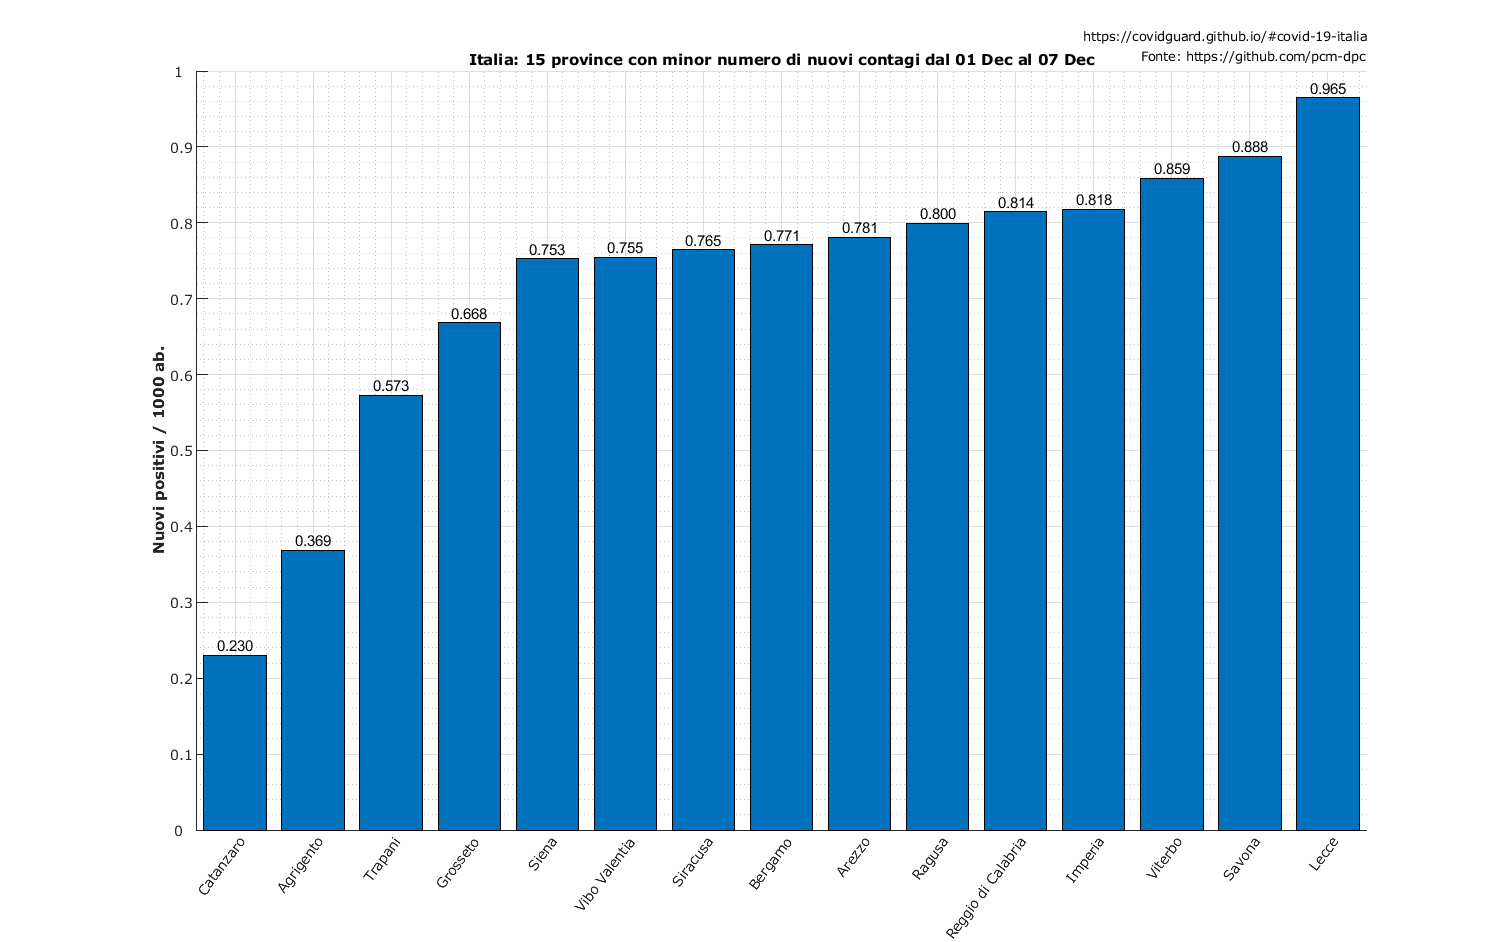 https://covidguard.github.io/#covid-19-italia
Fonte: https://github.com/pcm-dpc
Italia: 15 province con minor numero di nuovi contagi dal 01 Dec al 07 Dec
Nuovi positivi / 1000 ab.
1
0.9
0.8
0.7
0.6
0.5
0.4
0.3
0.2
0.1
0
0.230
0.369
0.573
0.668
0.753
0.755
0.765
0.771
0.781
0.800
0.814
0.818
0.859
0.888
0.965
Catanzaro
Agrigento
Trapani
Grosseto
Siena
Vibo Valentia
Siracusa
Bergamo
Arezzo
Ragusa
Reggio di Calabria
Imperia
Viterbo
Savona
Lecce